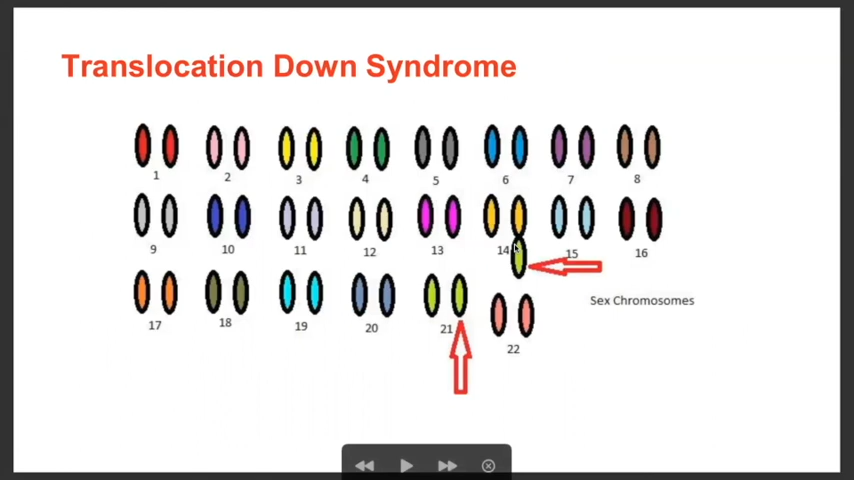 Translocation Down Syndrome
1 2 3 4 5 6 7 8
9 10 11 12 13 14 15 16
17 18 19 20 21 22
Sex Chromosomes